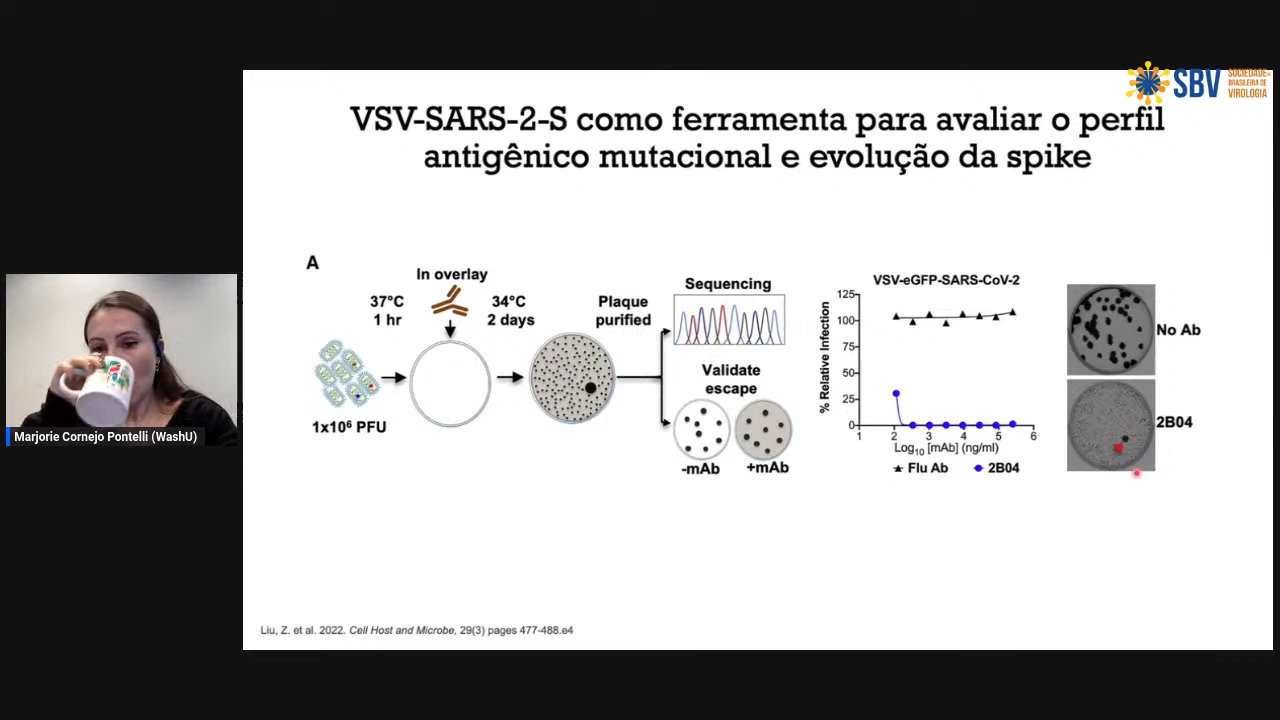 SBV
SOCIEDADE
BRASILEIRA DE
VIROLOGIA
VSV-SARS-2-S como ferramenta para avaliar o perfil
antigênico mutacional e evolução da spike
A
In overlay
37°C
1 hr
34°C
2 days
Plaque
purified
1x10⁶ PFU
Sequencing
Validate
escape
-mAb
+mAb
VSV-eGFP-SARS-CoV-2
% Relative Infection
125
100
75
50
25
0
1
2
3
4
5
6
Log₁₀ [mAb] (ng/ml)
Flu Ab
2B04
No Ab
2B04
Marjorie Cornejo Pontelli (WashU)
Liu, Z. et al. 2022. Cell Host and Microbe, 29(3) pages 477-488.e4